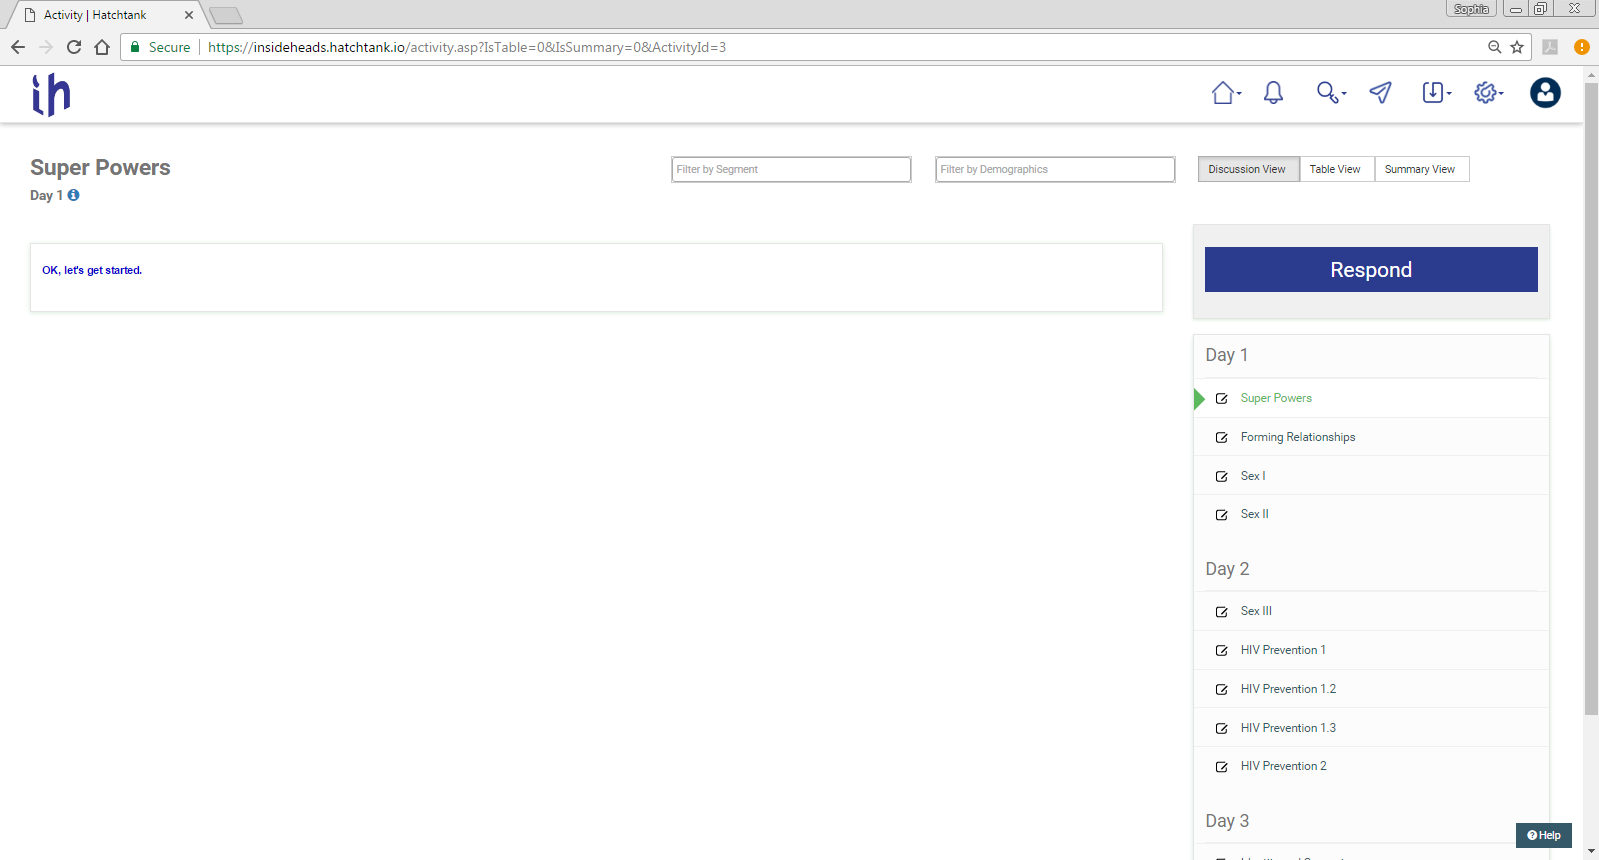 Activity | Hatchtank
Sophia
Secure
https://insideheads.hatchtank.io/activity.asp?IsTable=0&IsSummary=0&ActivityId=3
ih
Super Powers
Filter by Segment
Filter by Demographics
Discussion View
Table View
Summary View
Day 1
OK, let's get started.
Respond
Day 1
Super Powers
Forming Relationships
Sex I
Sex II
Day 2
Sex III
HIV Prevention 1
HIV Prevention 1.2
HIV Prevention 1.3
HIV Prevention 2
Day 3
Help